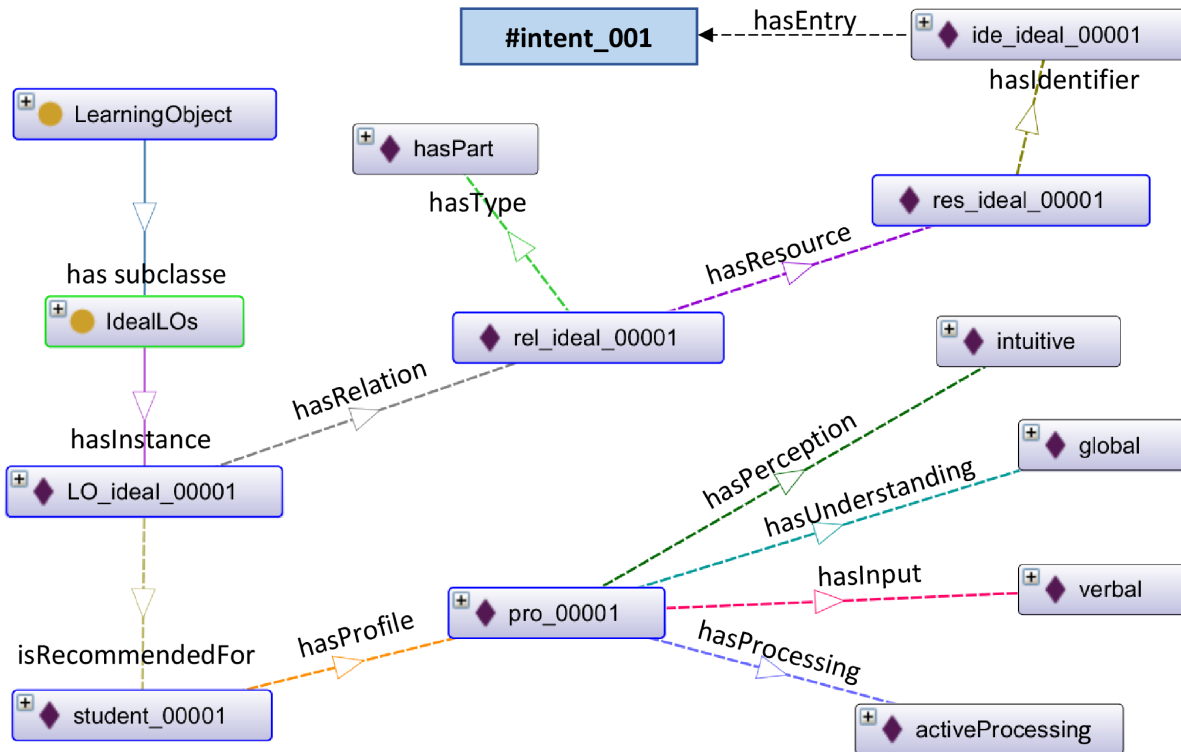 #intent_001
hasEntry
ide_ideal_00001
hasIdentifier
LearningObject
hasPart
hasType
res_ideal_00001
hasResource
has subclasse
IdealLOs
rel_ideal_00001
intuitive
hasRelation
hasInstance
hasPerception
global
LO_ideal_00001
hasUnderstanding
hasInput
verbal
pro_00001
hasProfile
hasProcessing
isRecommendedFor
student_00001
activeProcessing